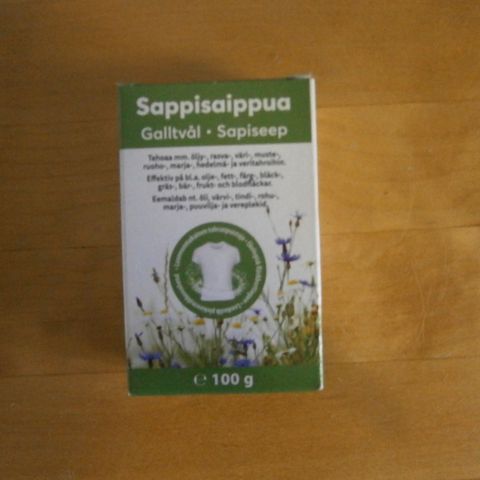 Sappisaippua
Galltvål • Sapiseep
Tehoaa mm. öljy-, rasva-, väri-, muste-,
ruoho-, marja-, hedelmä- ja veritahroihin.
Effektiv på bl.a. olje-, fett-, färg-, bläck-,
gräs-, bär-, frukt- och blodfläckar.
Eemaldab nt. õli, värvi-, tindi-, rohu-,
marja-, puuvilja- ja vereplekid.
℮ 100 g